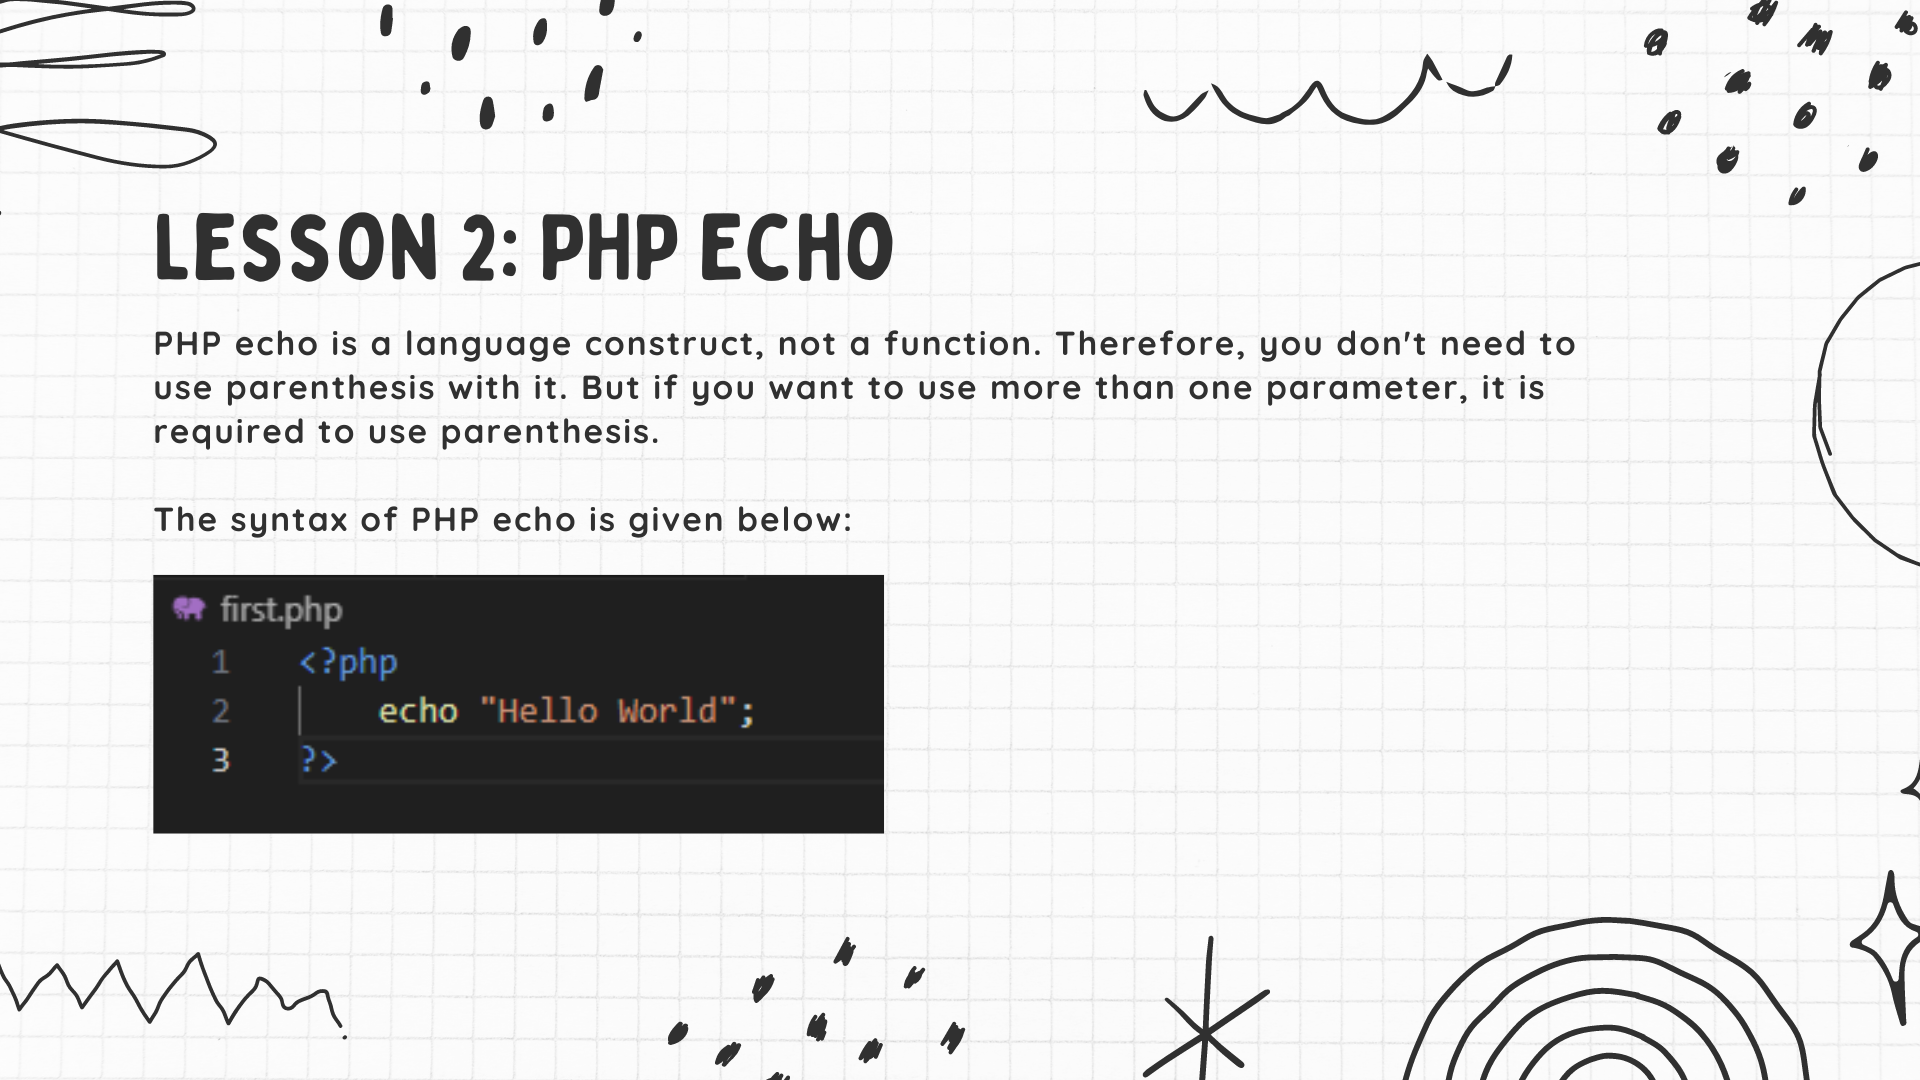 LESSON 2: PHP ECHO
PHP echo is a language construct, not a function. Therefore, you don't need to
use parenthesis with it. But if you want to use more than one parameter, it is
required to use parenthesis.
The syntax of PHP echo is given below:
first.php
1 <?php
2 echo "Hello World";
3 ?>